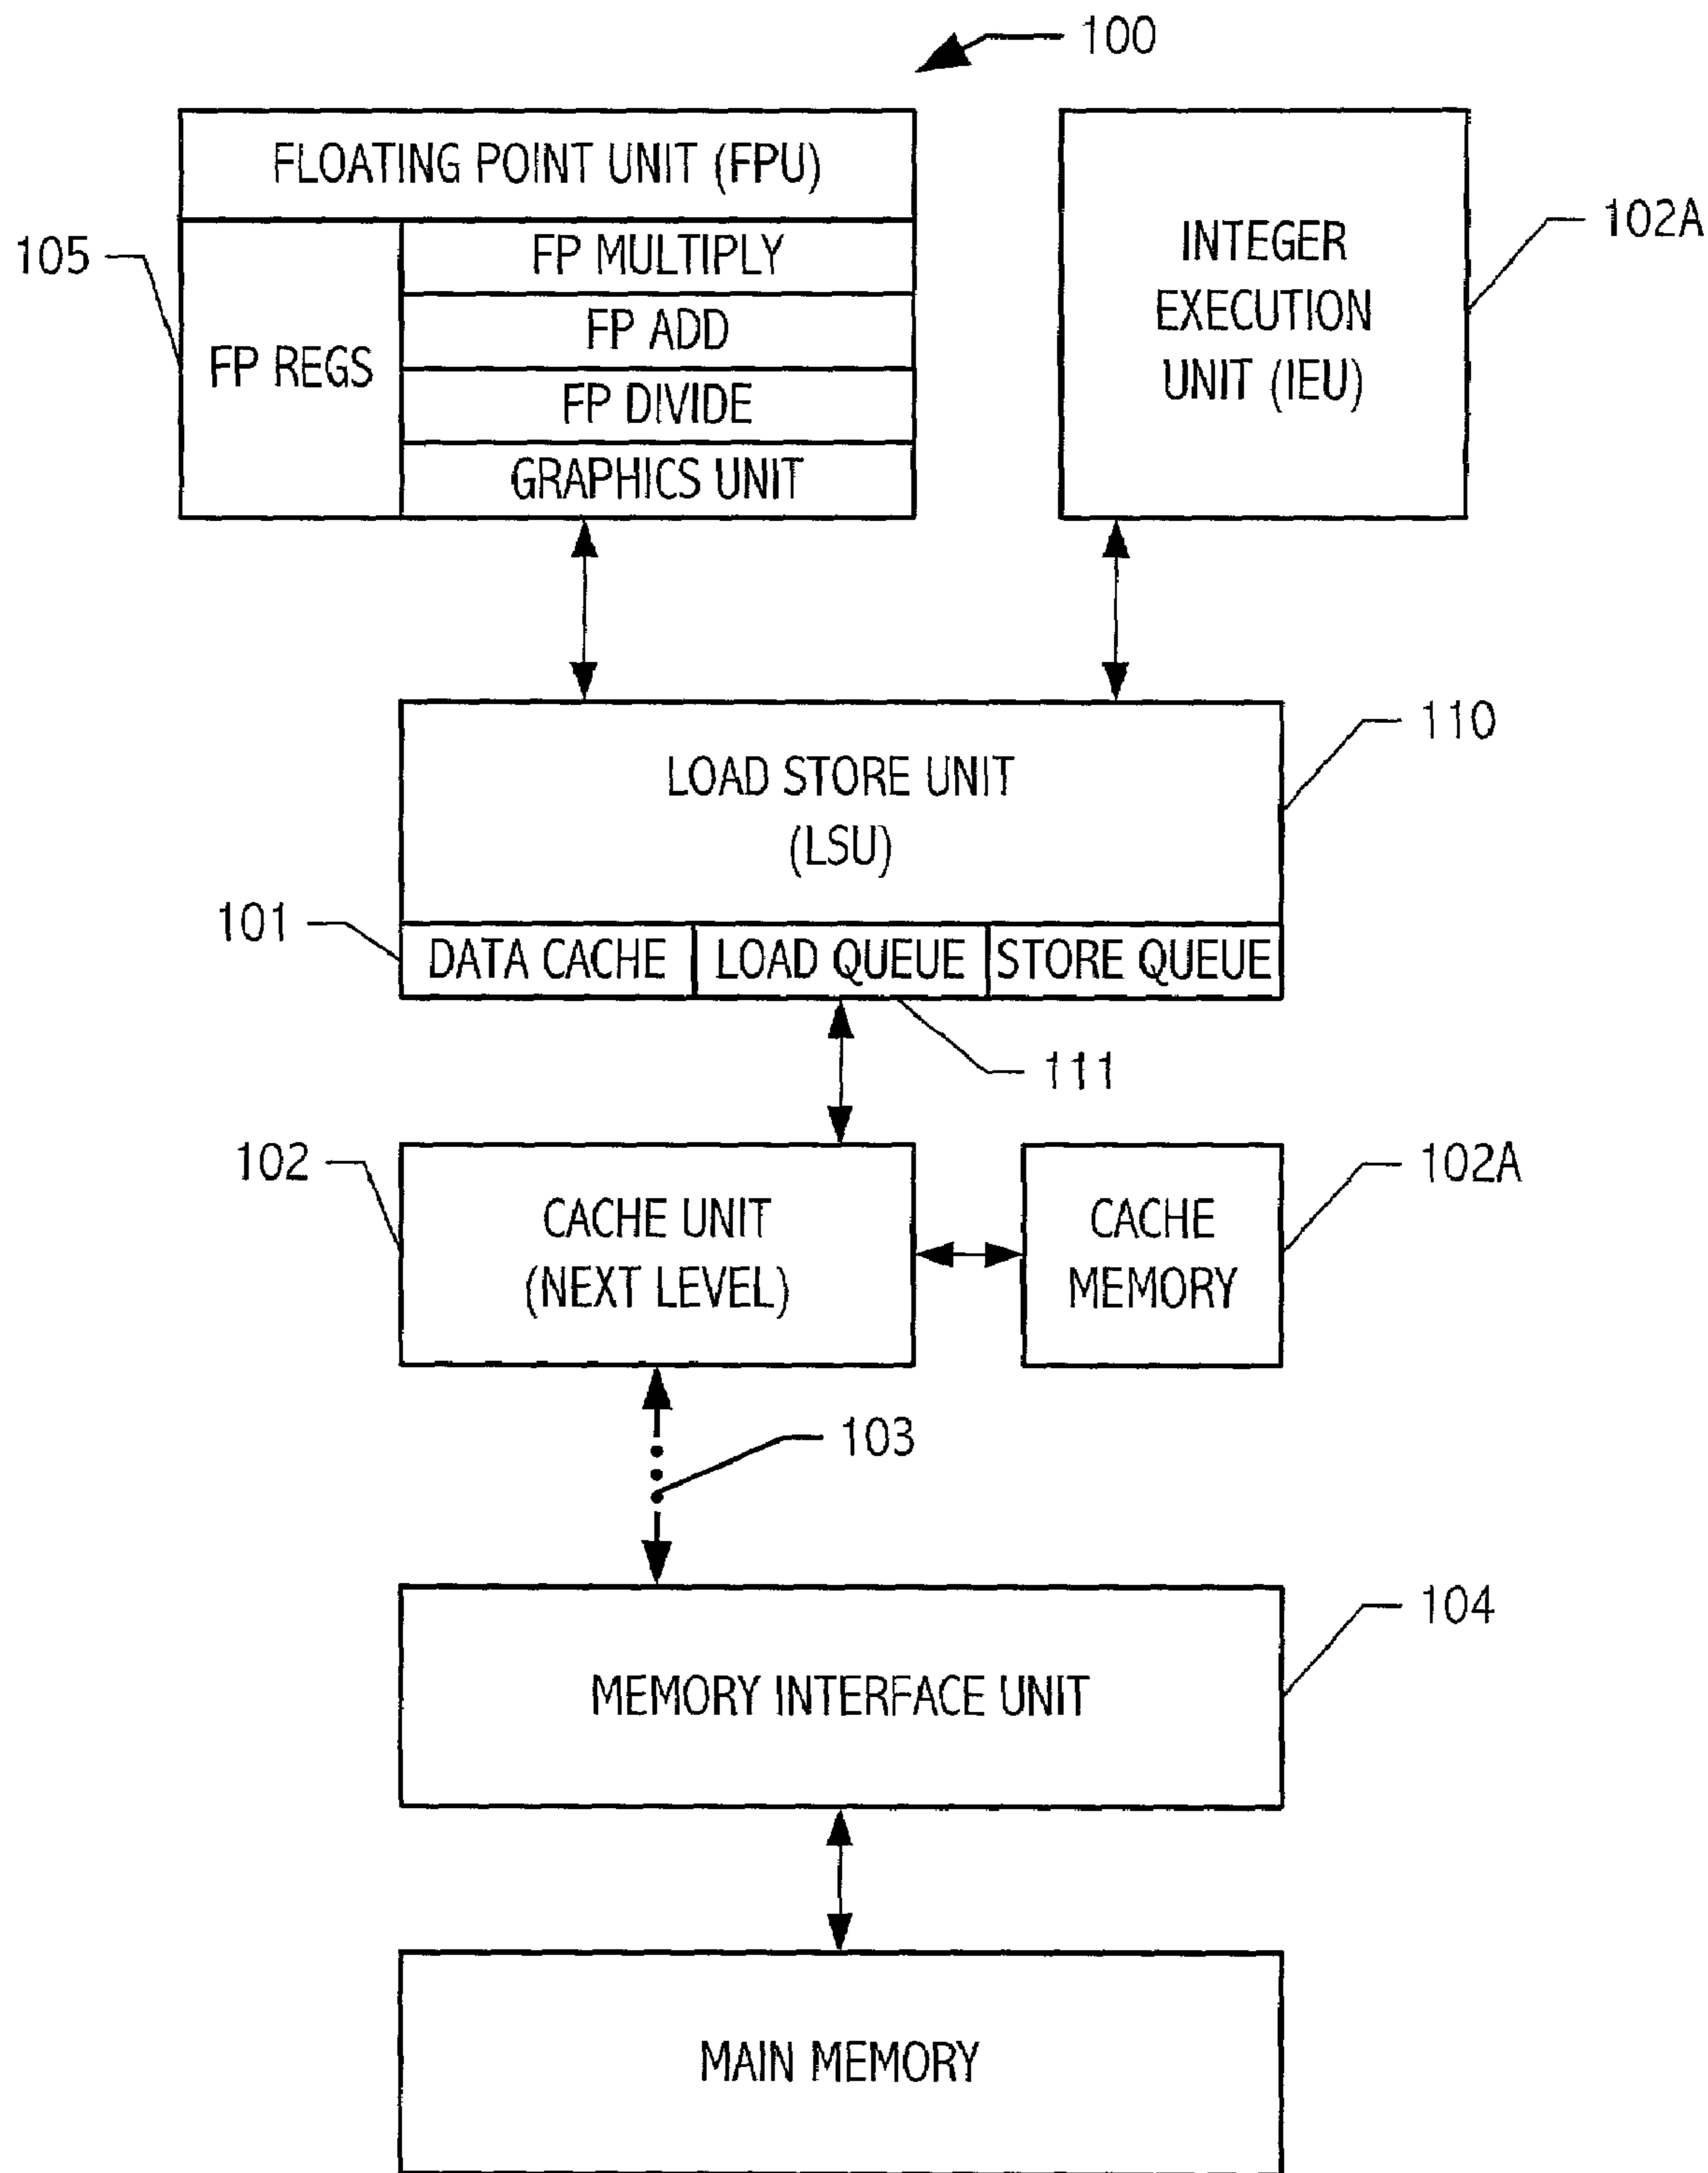 100
FLOATING POINT UNIT (FPU)
105
FP REGS
FP MULTIPLY
FP ADD
FP DIVIDE
GRAPHICS UNIT
INTEGER
EXECUTION
UNIT (IEU)
102A
LOAD STORE UNIT
(LSU)
110
101
DATA CACHE
LOAD QUEUE
STORE QUEUE
111
102
CACHE UNIT
(NEXT LEVEL)
CACHE
MEMORY
102A
103
MEMORY INTERFACE UNIT
104
MAIN MEMORY